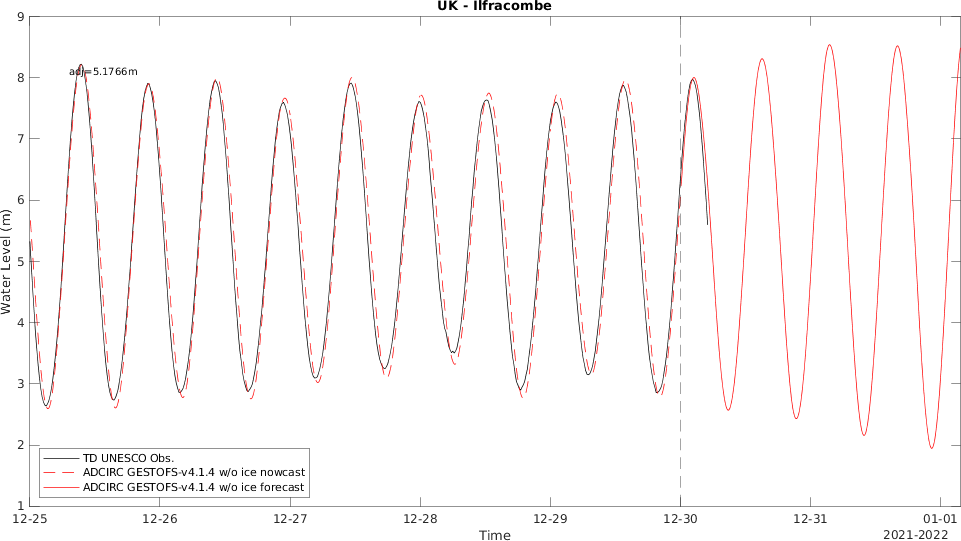 UK - Ilfracombe
adj=5.1766m
Water Level (m)
9
8
7
6
5
4
3
2
1
TD UNESCO Obs.
ADCIRC GESTOFS-v4.1.4 w/o ice nowcast
ADCIRC GESTOFS-v4.1.4 w/o ice forecast
12-25 12-26 12-27 12-28 12-29 12-30 12-31 01-01
Time
2021-2022